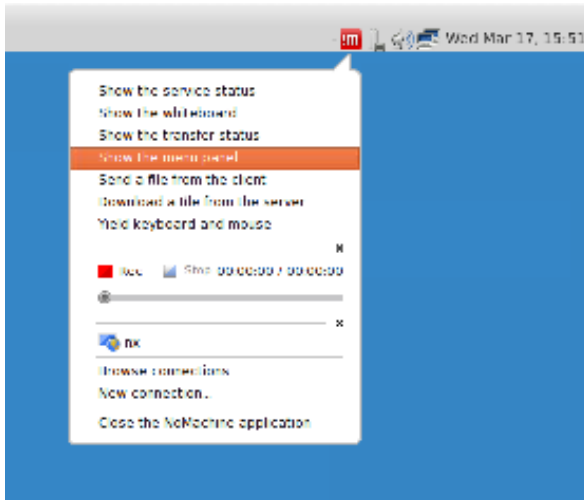 !m Wed Mar 17, 15:51
Show the service status
Show the whiteboard
Show the transfer status
Show the menu panel
Send a file from the client
Download a file from the server
Yield keyboard and mouse
Rec Stop 00:00:00 / 00:00:00
nx
Browse connections
New connection...
Close the NoMachine application